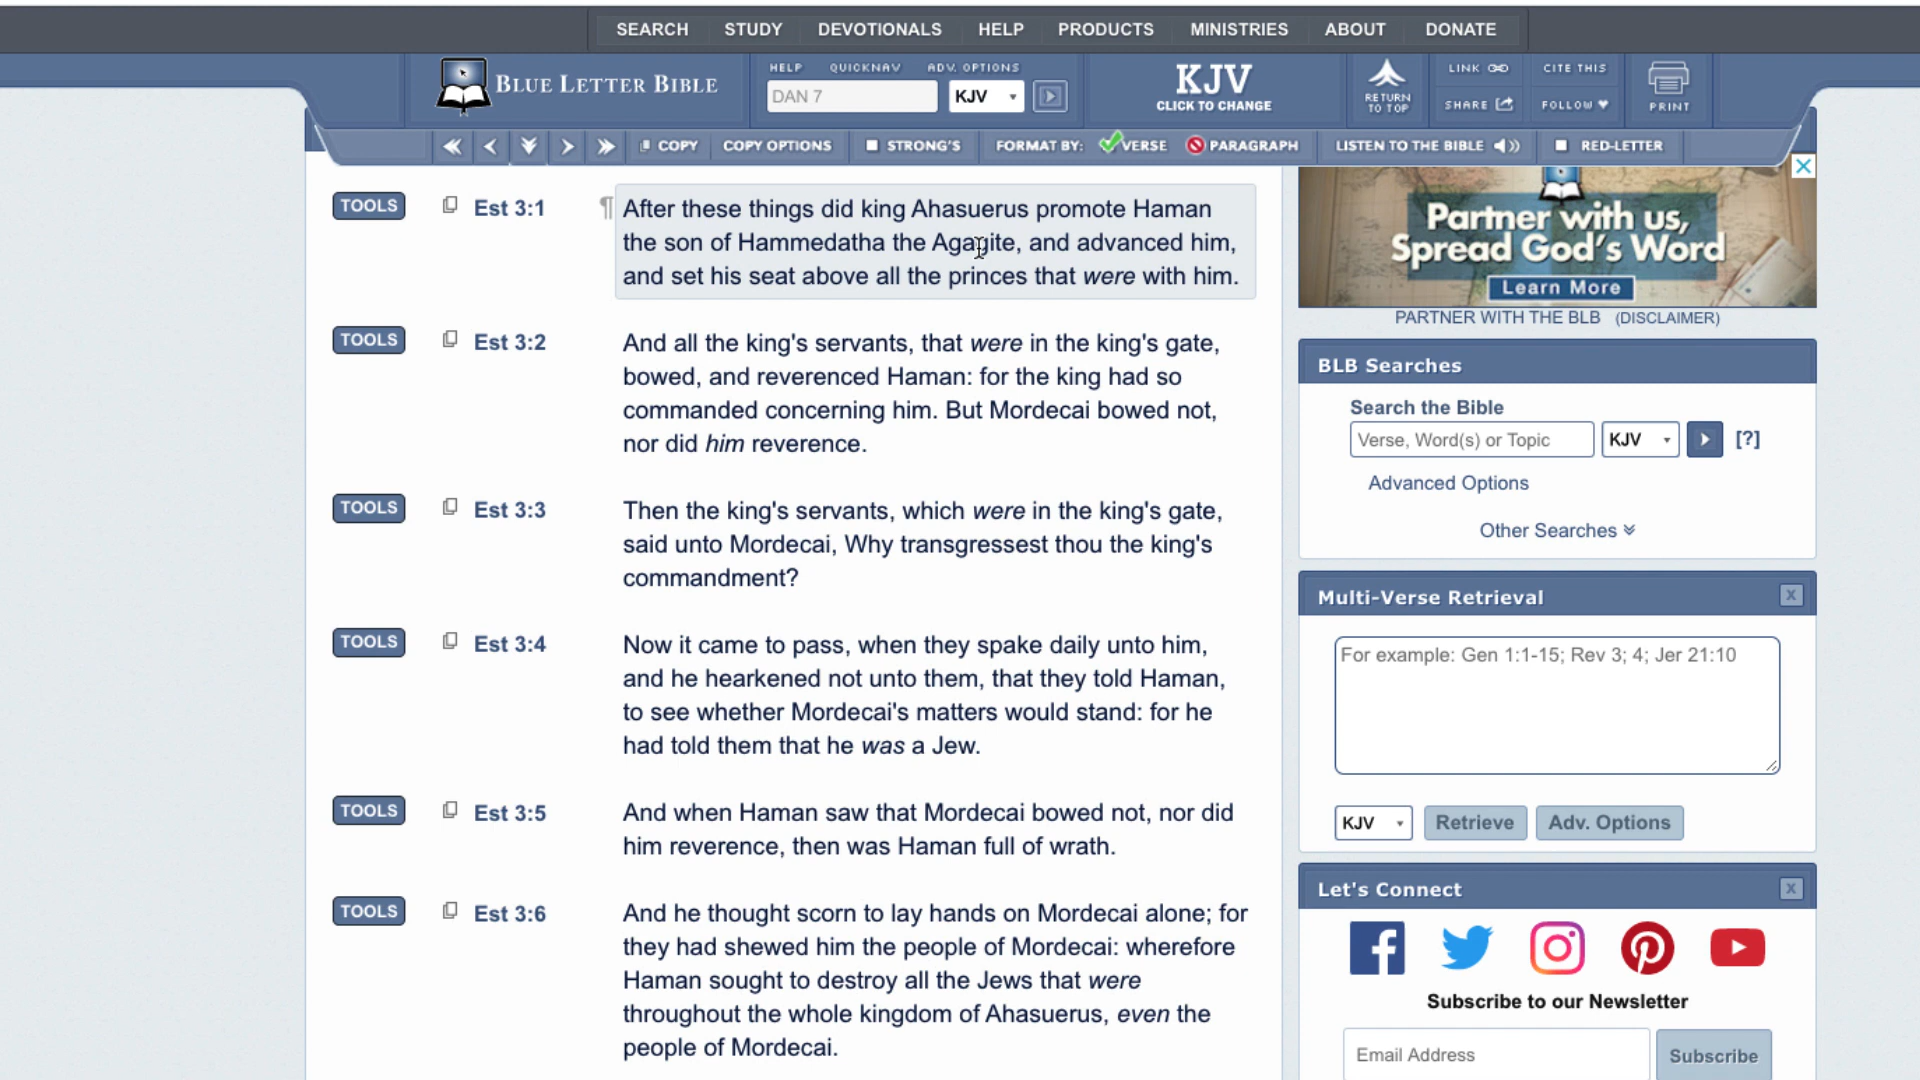 SEARCH STUDY DEVOTIONALS HELP PRODUCTS MINISTRIES ABOUT DONATE
BLUE LETTER BIBLE
HELP QUICKNAV ADV. OPTIONS
DAN 7 KJV
KJV
CLICK TO CHANGE
RETURN
TO TOP
LINK CITE THIS
SHARE FOLLOW
PRINT
COPY COPY OPTIONS STRONG'S FORMAT BY: VERSE PARAGRAPH LISTEN TO THE BIBLE RED-LETTER
TOOLS Est 3:1 ¶ After these things did king Ahasuerus promote Haman
the son of Hammedatha the Agagite, and advanced him,
and set his seat above all the princes that were with him.
TOOLS Est 3:2 And all the king's servants, that were in the king's gate,
bowed, and reverenced Haman: for the king had so
commanded concerning him. But Mordecai bowed not,
nor did him reverence.
TOOLS Est 3:3 Then the king's servants, which were in the king's gate,
said unto Mordecai, Why transgressest thou the king's
commandment?
TOOLS Est 3:4 Now it came to pass, when they spake daily unto him,
and he hearkened not unto them, that they told Haman,
to see whether Mordecai's matters would stand: for he
had told them that he was a Jew.
TOOLS Est 3:5 And when Haman saw that Mordecai bowed not, nor did
him reverence, then was Haman full of wrath.
TOOLS Est 3:6 And he thought scorn to lay hands on Mordecai alone; for
they had shewed him the people of Mordecai: wherefore
Haman sought to destroy all the Jews that were
throughout the whole kingdom of Ahasuerus, even the
people of Mordecai.
Partner with us,
Spread God's Word
Learn More
PARTNER WITH THE BLB (DISCLAIMER)
BLB Searches
Search the Bible
Verse, Word(s) or Topic KJV [?]
Advanced Options
Other Searches
Multi-Verse Retrieval X
For example: Gen 1:1-15; Rev 3; 4; Jer 21:10
KJV Retrieve Adv. Options
Let's Connect X
Subscribe to our Newsletter
Email Address Subscribe